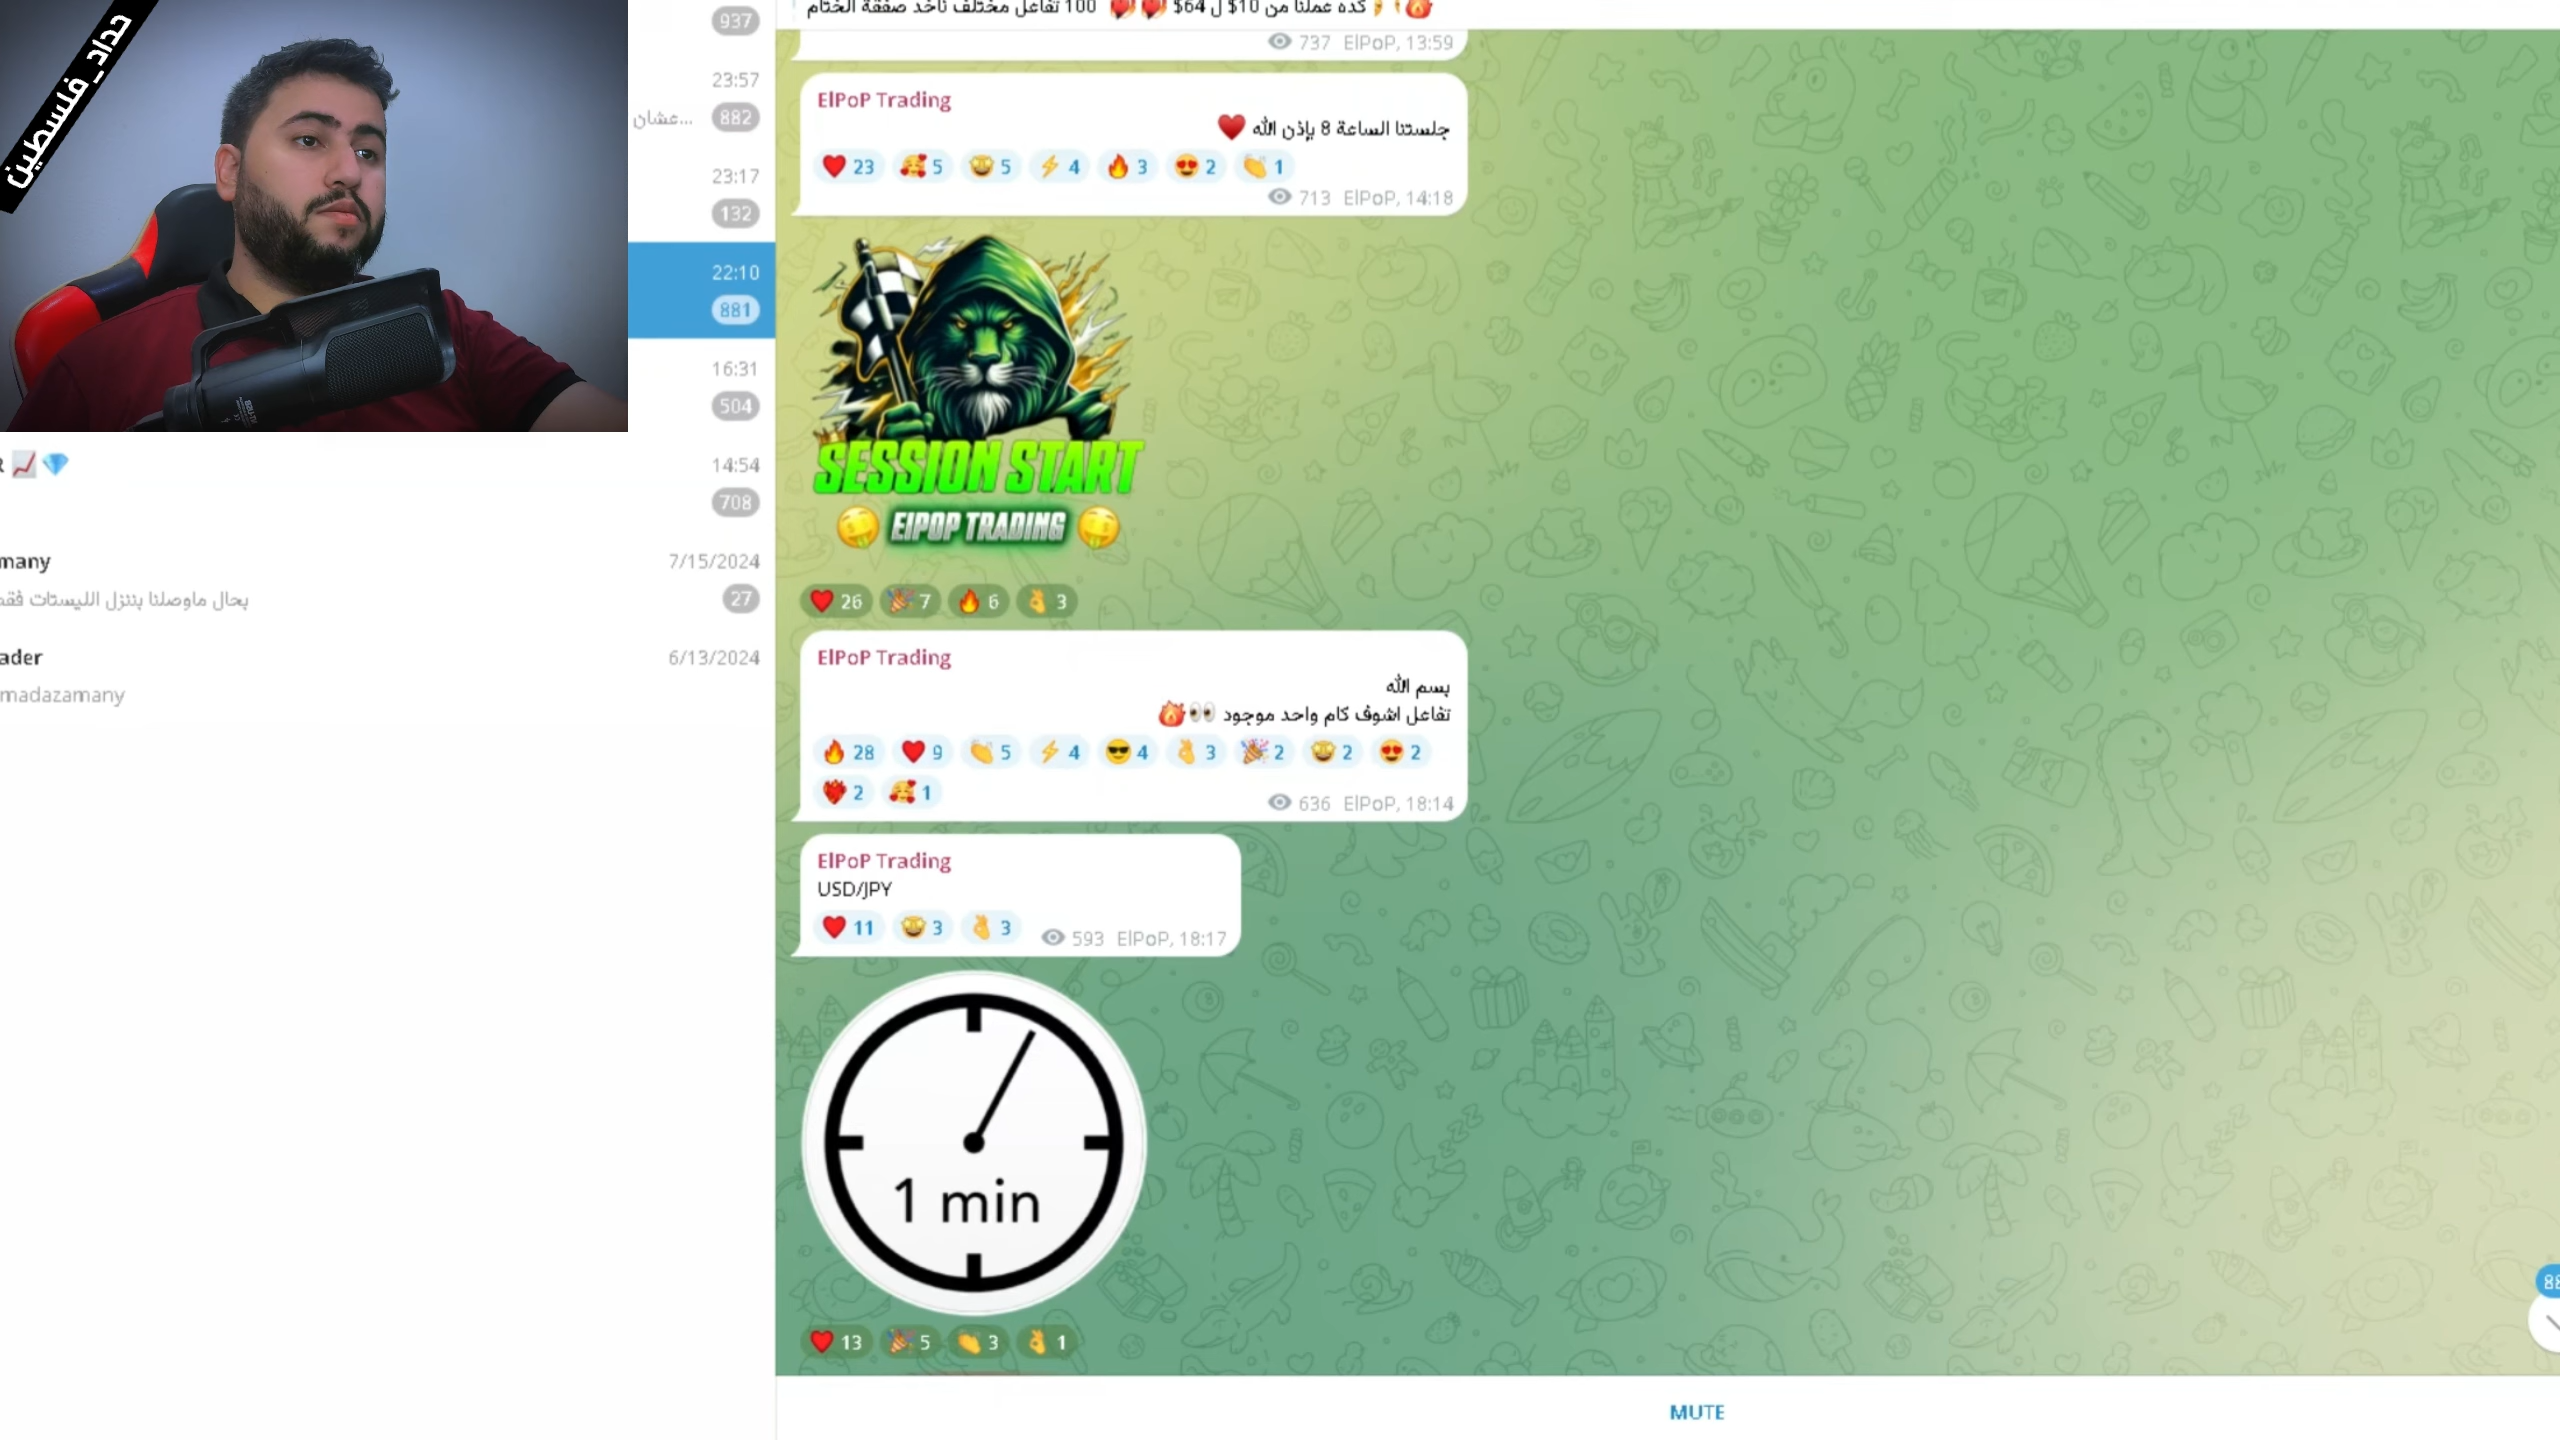 حداد_فلسطين
937
23:57
عشان...
882
23:17
132
22:10
881
16:31
504
14:54
708
many
7/15/2024
بحال ماوصلنا بننزل الليستات فقط
27
ader
6/13/2024
madazamany
كده عملنا من 10$ ل 64$ 100 تفاعل مختلف ناخد صفقة الختام
737 ElPoP, 13:59
ElPoP Trading
جلستنا الساعة 8 بإذن الله ❤️
❤️ 23 🥰 5 🤩 5 ⚡ 4 🔥 3 😍 2 👏 1
713 ElPoP, 14:18
SESSION START
ElPOP TRADING
❤️ 26 🎉 7 🔥 6 👌 3
ElPoP Trading
بسم الله
تفاعل اشوف كام واحد موجود 👀🔥
🔥 28 ❤️ 9 👏 5 ⚡ 4 😎 4 👌 3 🎉 2 🤩 2 😍 2
❤️‍🔥 2 🥰 1
636 ElPoP, 18:14
ElPoP Trading
USD/JPY
❤️ 11 🤩 3 👌 3
593 ElPoP, 18:17
1 min
❤️ 13 🎉 5 👏 3 👌 1
MUTE